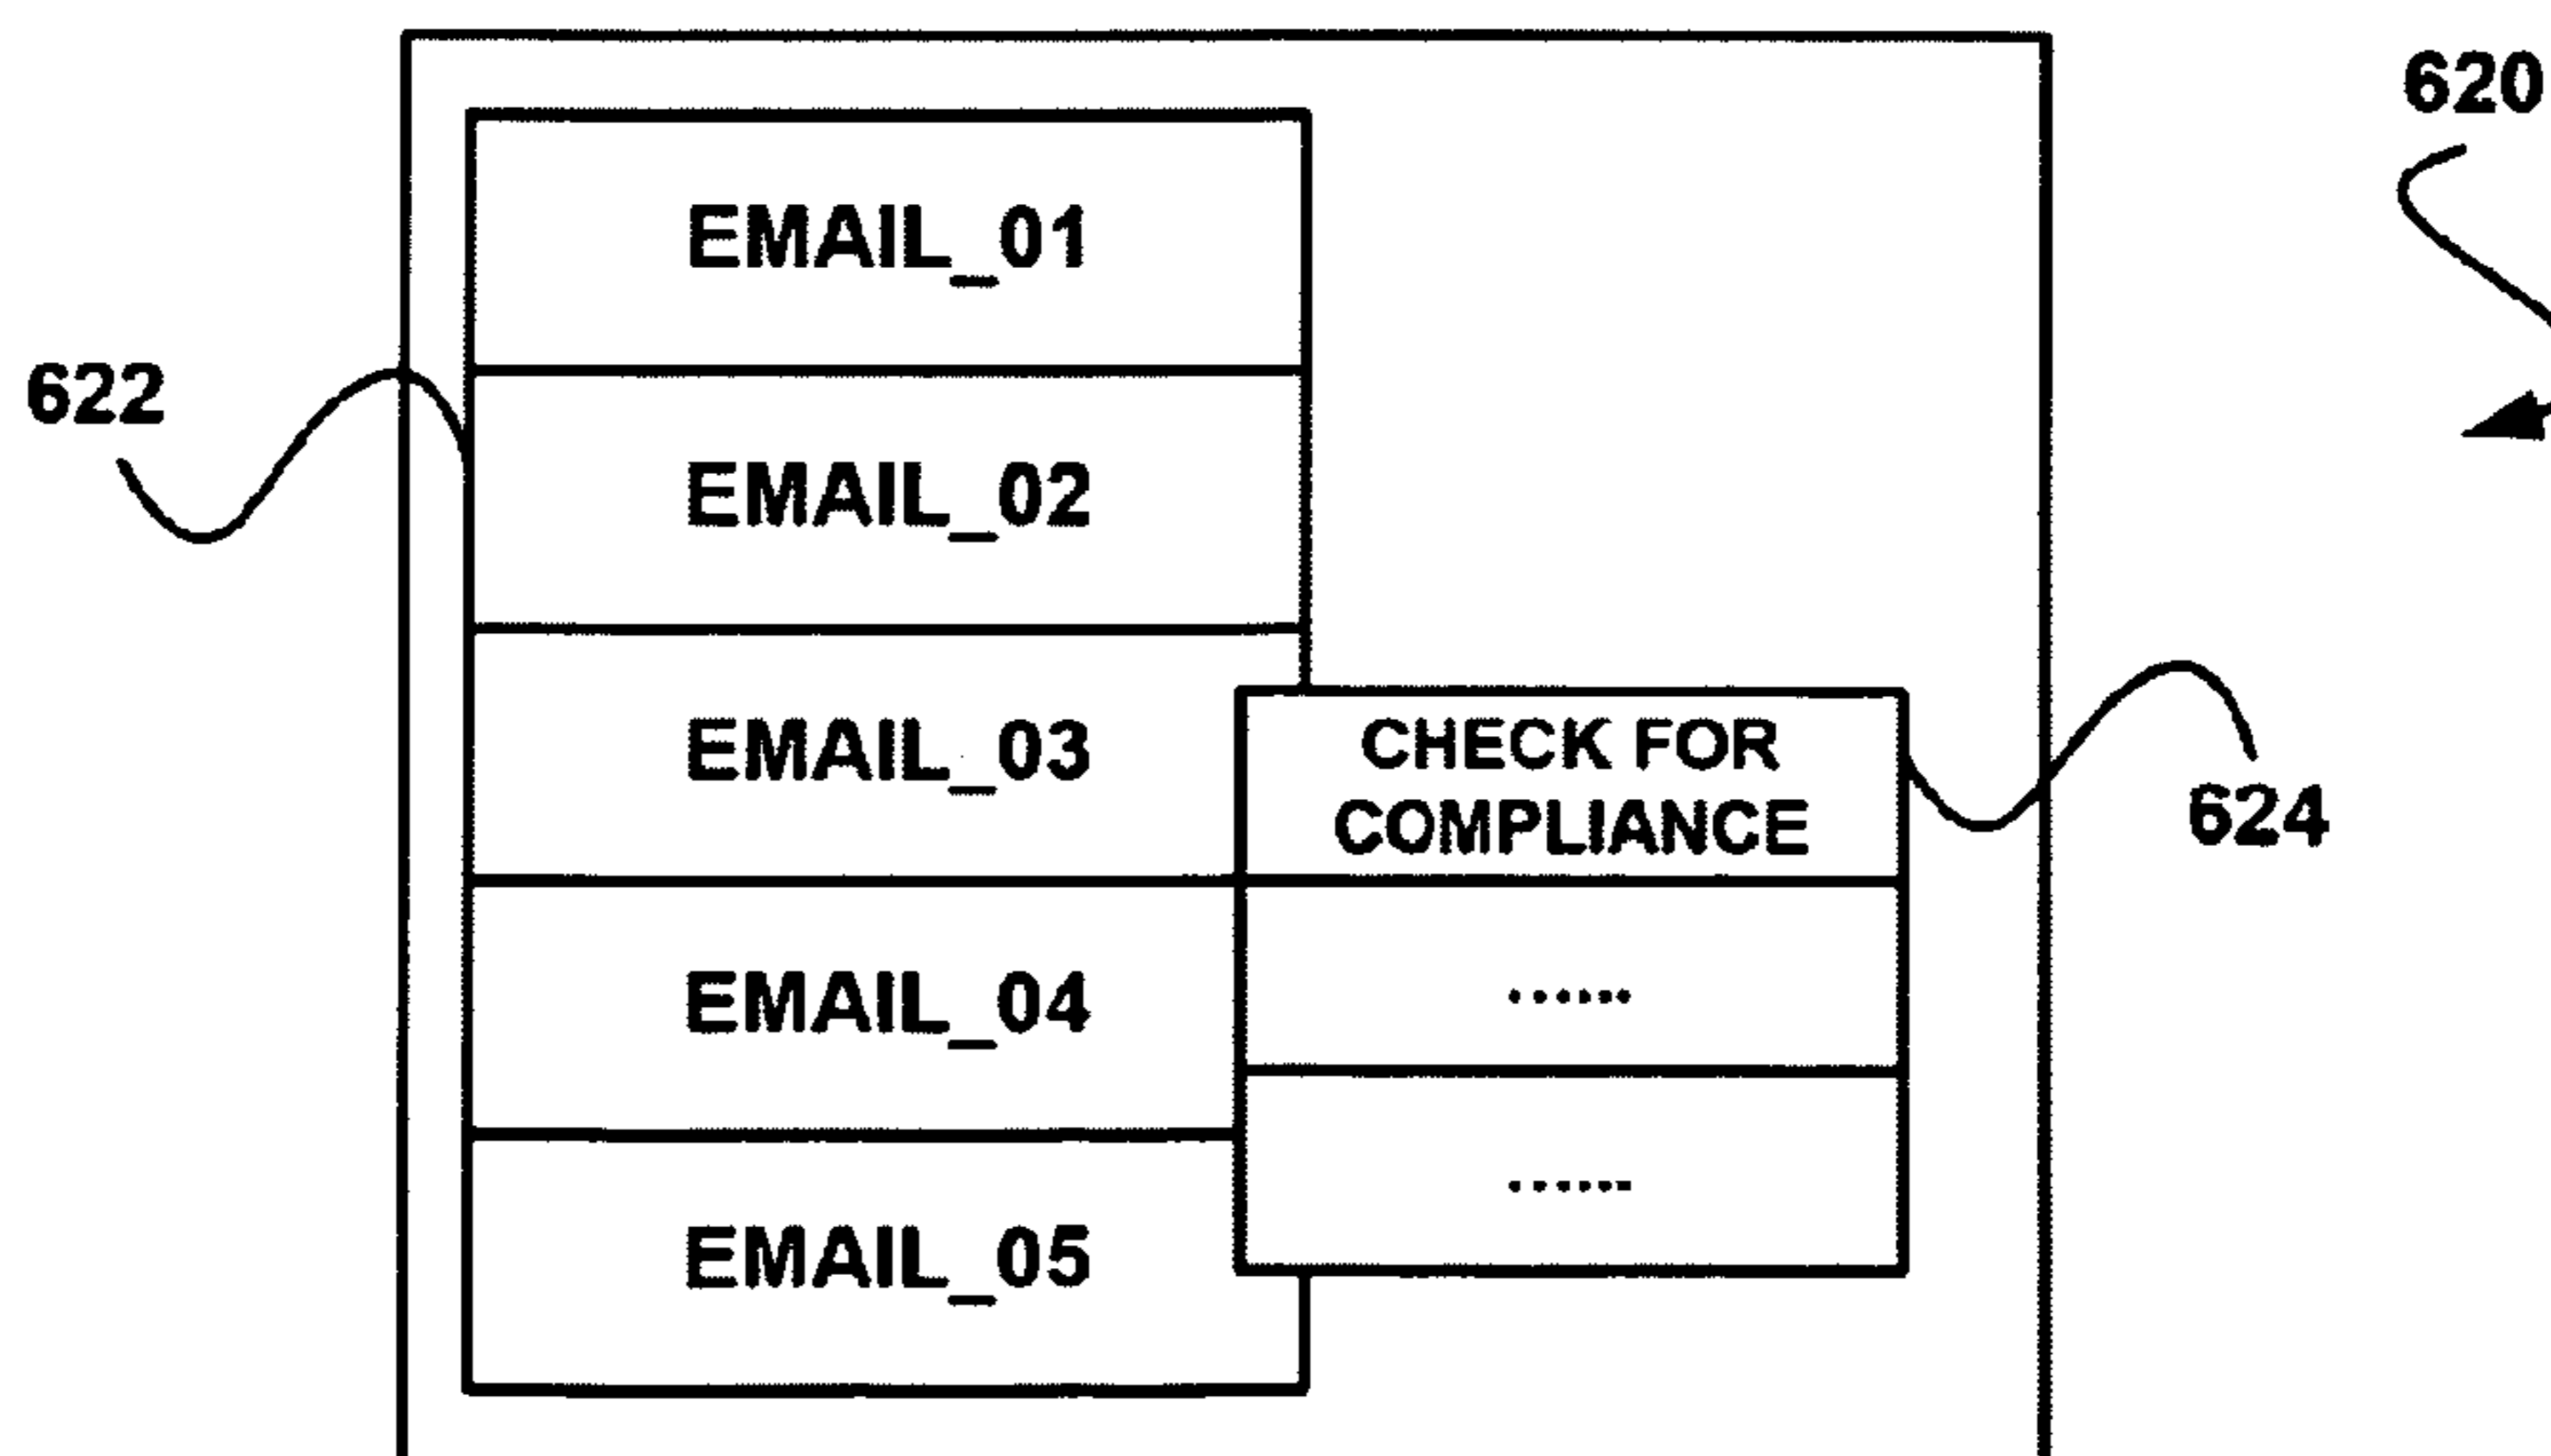 620
EMAIL_01
622
EMAIL_02
EMAIL_03
CHECK FOR
COMPLIANCE
624
EMAIL_04
......
......
EMAIL_05